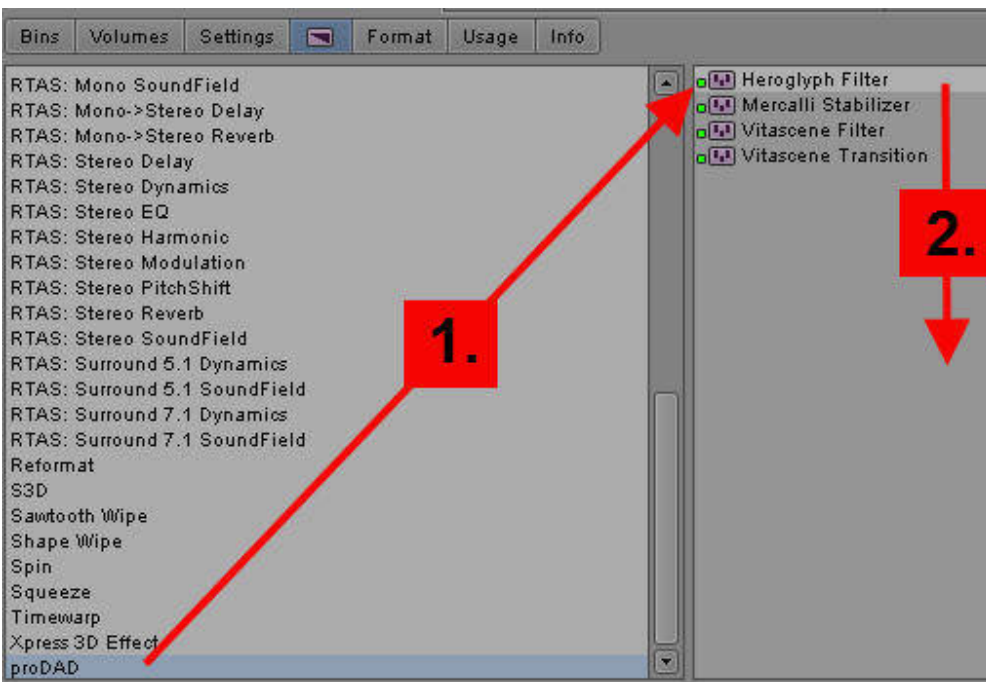 Bins Volumes Settings Format Usage Info
RTAS: Mono SoundField
RTAS: Mono->Stereo Delay
RTAS: Mono->Stereo Reverb
RTAS: Stereo Delay
RTAS: Stereo Dynamics
RTAS: Stereo EQ
RTAS: Stereo Harmonic
RTAS: Stereo Modulation
RTAS: Stereo PitchShift
RTAS: Stereo Reverb
RTAS: Stereo SoundField
RTAS: Surround 5.1 Dynamics
RTAS: Surround 5.1 SoundField
RTAS: Surround 7.1 Dynamics
RTAS: Surround 7.1 SoundField
Reformat
S3D
Sawtooth Wipe
Shape Wipe
Spin
Squeeze
Timewarp
Xpress 3D Effect
proDAD
1.
Heroglyph Filter
Mercalli Stabilizer
Vitascene Filter
Vitascene Transition
2.